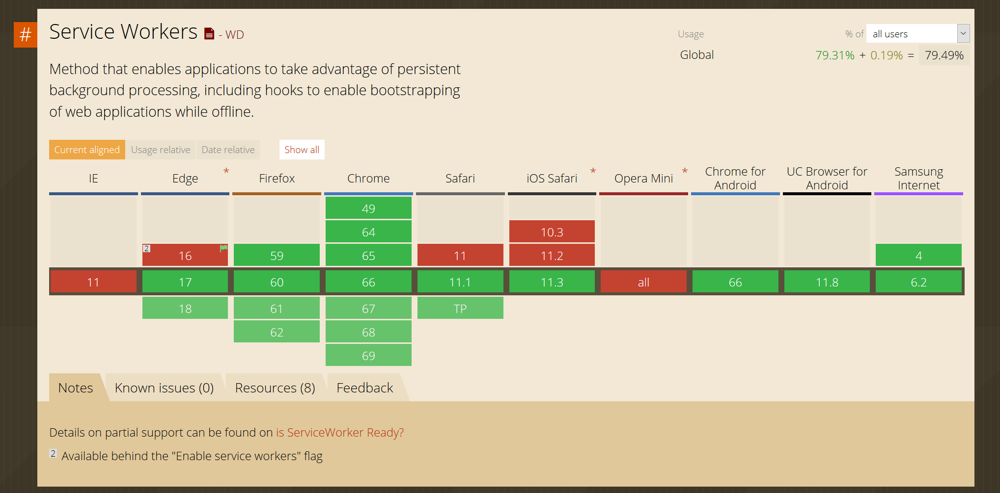 #
Service Workers - WD
Usage % of all users
Global 79.31% + 0.19% = 79.49%
Method that enables applications to take advantage of persistent
background processing, including hooks to enable bootstrapping
of web applications while offline.
Current aligned Usage relative Date relative Show all
IE Edge * Firefox Chrome Safari iOS Safari * Opera Mini * Chrome for Android UC Browser for Android Samsung Internet
49
64 10.3
2 16 59 65 11 11.2 4
11 17 60 66 11.1 11.3 all 66 11.8 6.2
18 61 67 TP
62 68
69
Notes Known issues (0) Resources (8) Feedback
Details on partial support can be found on is ServiceWorker Ready?
2 Available behind the "Enable service workers" flag